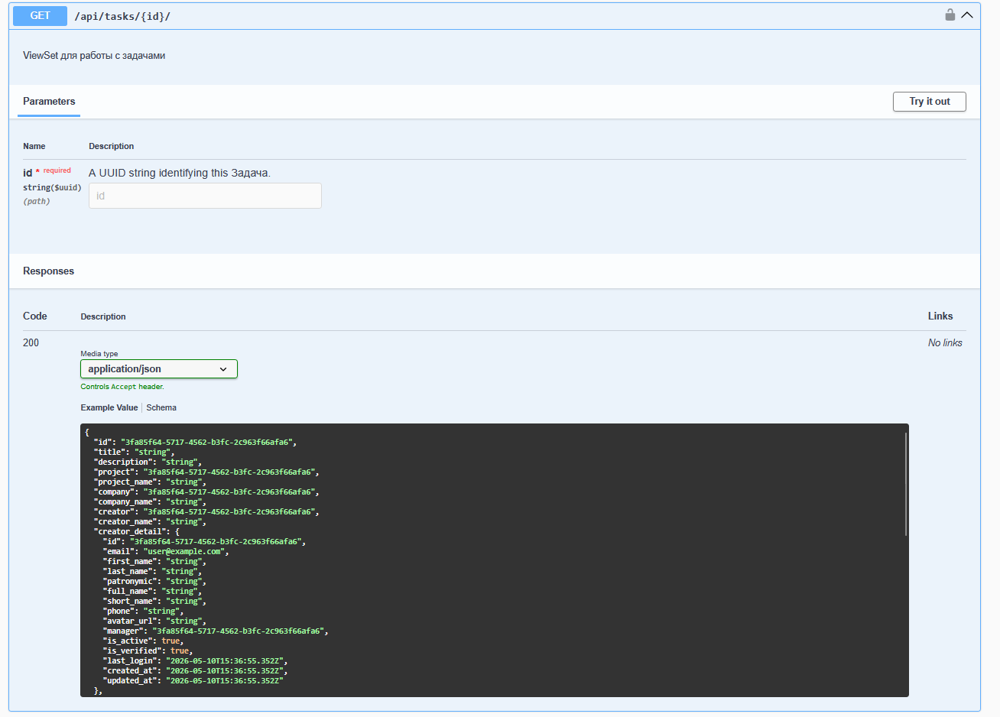 GET /api/tasks/{id}/
ViewSet для работы с задачами
Parameters
Try it out
Name Description
id * required
string($uuid)
(path)
A UUID string identifying this Задача.
id
Responses
Code Description Links
200 No links
Media type
application/json
Controls Accept header.
Example Value Schema
{
  "id": "3fa85f64-5717-4562-b3fc-2c963f66afa6",
  "title": "string",
  "description": "string",
  "project": "3fa85f64-5717-4562-b3fc-2c963f66afa6",
  "project_name": "string",
  "company": "3fa85f64-5717-4562-b3fc-2c963f66afa6",
  "company_name": "string",
  "creator": "3fa85f64-5717-4562-b3fc-2c963f66afa6",
  "creator_name": "string",
  "creator_detail": {
    "id": "3fa85f64-5717-4562-b3fc-2c963f66afa6",
    "email": "user@example.com",
    "first_name": "string",
    "last_name": "string",
    "patronymic": "string",
    "full_name": "string",
    "short_name": "string",
    "phone": "string",
    "avatar_url": "string",
    "manager": "3fa85f64-5717-4562-b3fc-2c963f66afa6",
    "is_active": true,
    "is_verified": true,
    "last_login": "2026-05-10T15:36:55.352Z",
    "created_at": "2026-05-10T15:36:55.352Z",
    "updated_at": "2026-05-10T15:36:55.352Z"
  },